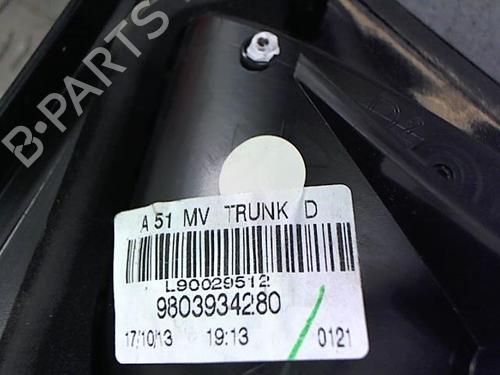 B-PARTS
A 51 MV TRUNK D
L90029512
9803934280
17/10/13 19:13 0121